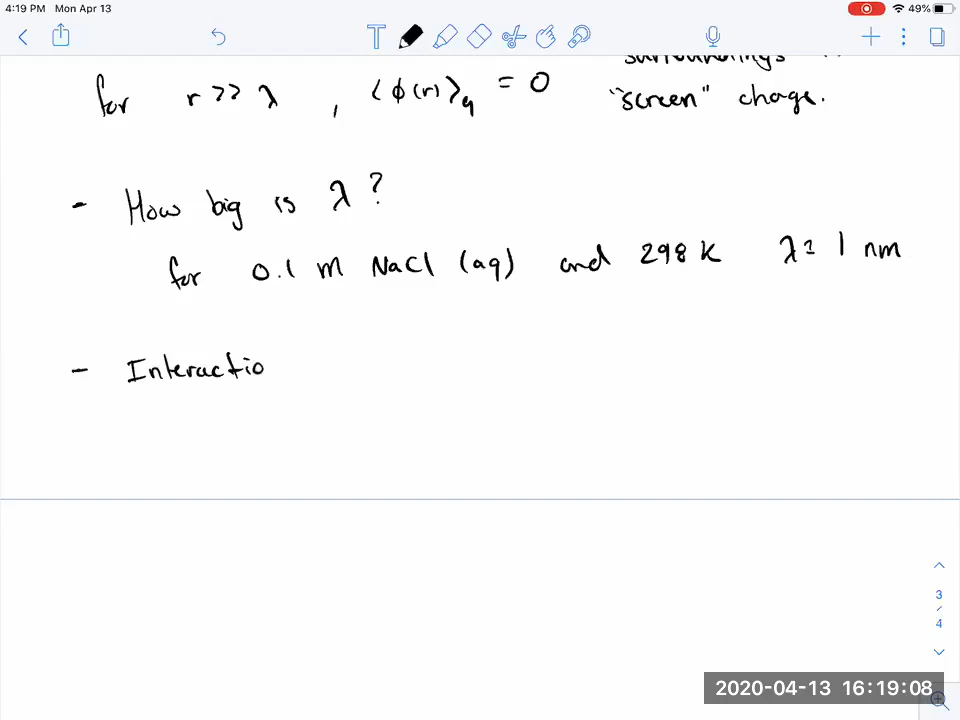 4:19 PM Mon Apr 13
49%
surroundings
for r >> λ , ⟨ϕ(r)⟩q = 0 "screen" charge.
- How big is λ ?
for 0.1 M NaCl (aq) and 298 K λ = 1 nm
- Interactio
3
/
4
2020-04-13 16:19:08